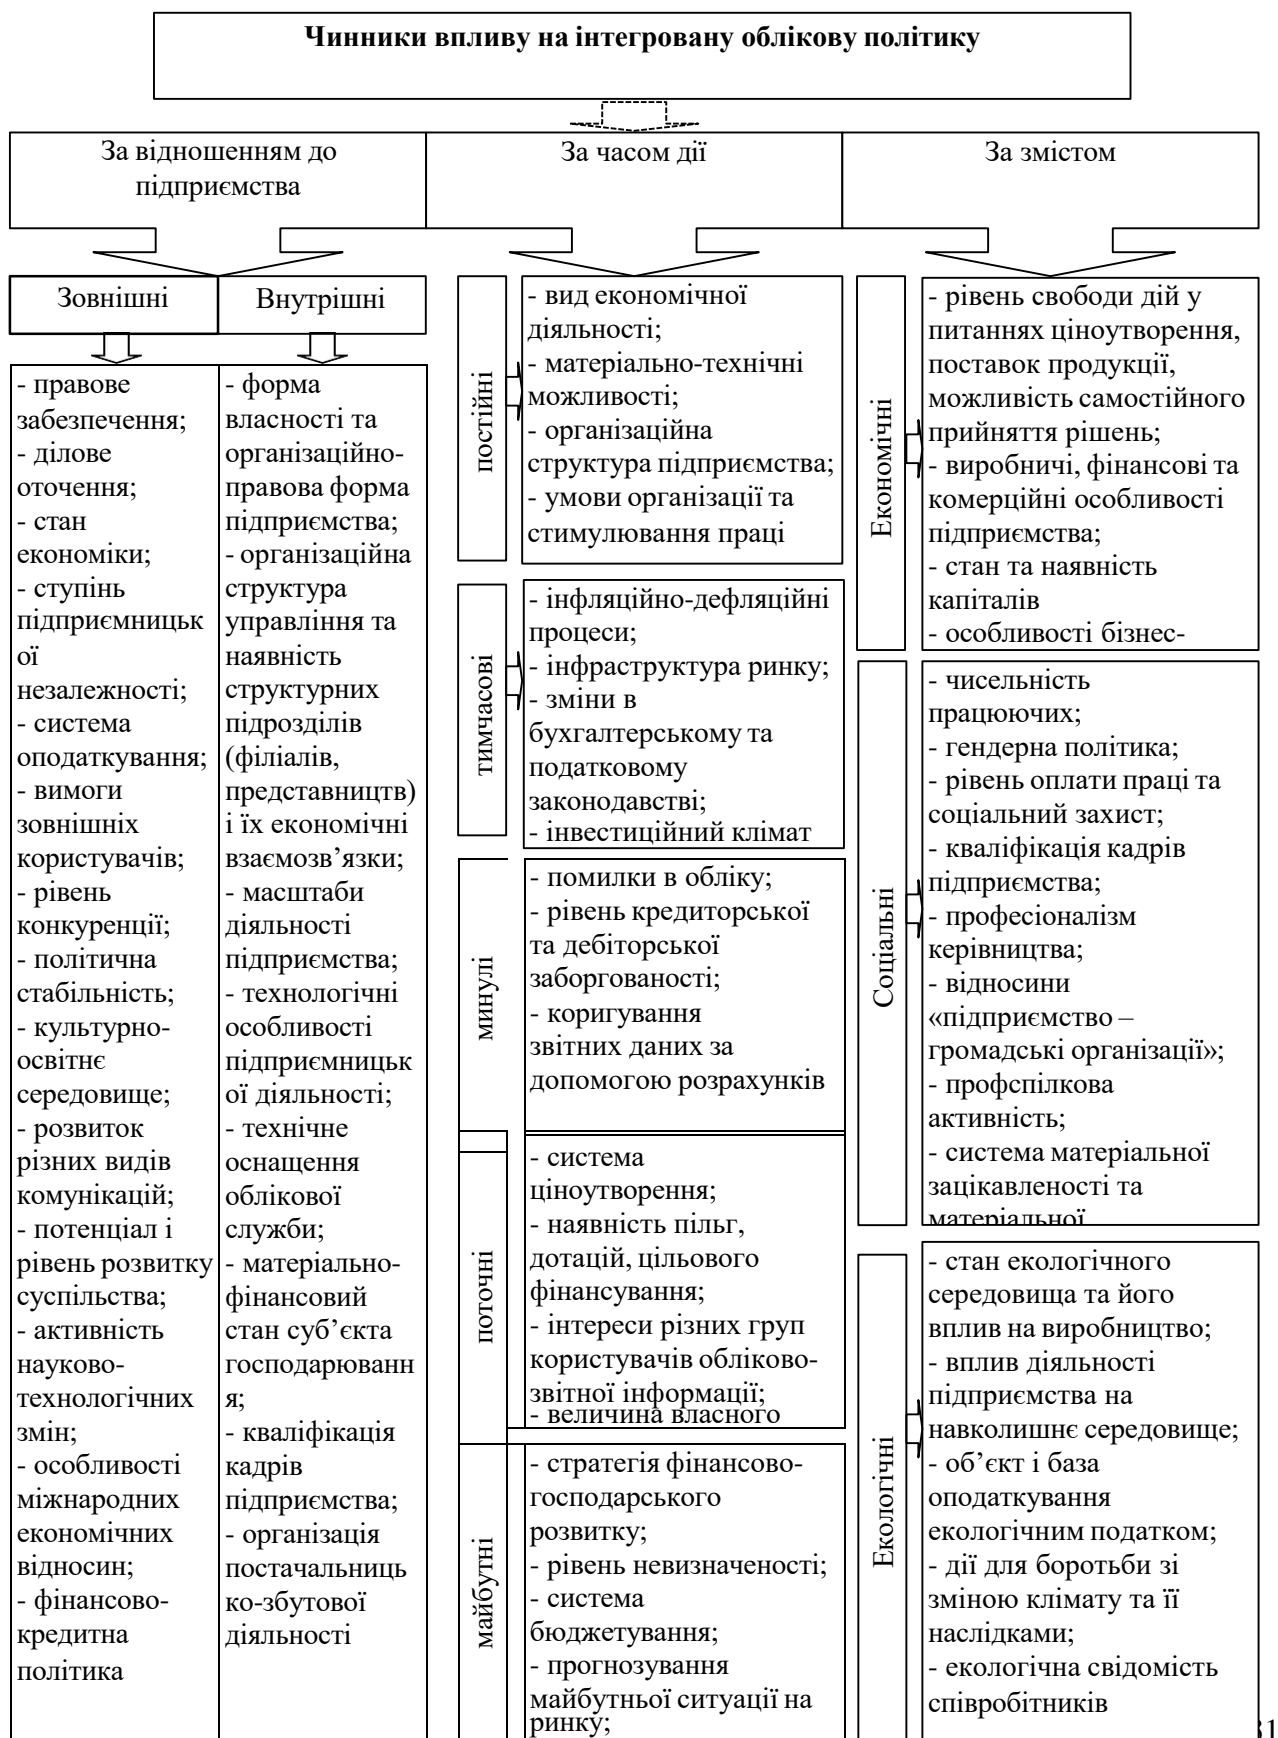 Чинники впливу на інтегровану облікову політику
За відношенням до
підприємства
За часом дії
За змістом
Зовнішні
Внутрішні
- правове
забезпечення;
- ділове
оточення;
- стан
економіки;
- ступінь
підприємницьк
ої
незалежності;
- система
оподаткування;
- вимоги
зовнішніх
користувачів;
- рівень
конкуренції;
- політична
стабільність;
- культурно-
освітнє
середовище;
- розвиток
різних видів
комунікацій;
- потенціал і
рівень розвитку
суспільства;
- активність
науково-
технологічних
змін;
- особливості
міжнародних
економічних
відносин;
- фінансово-
кредитна
політика
- форма
власності та
організаційно-
правова форма
підприємства;
- організаційна
структура
управління та
наявність
структурних
підрозділів
(філіалів,
представництв)
і їх економічні
взаємозв’язки;
- масштаби
діяльності
підприємства;
- технологічні
особливості
підприємницьк
ої діяльності;
- технічне
оснащення
облікової
служби;
- матеріально-
фінансовий
стан суб’єкта
господарюванн
я;
- кваліфікація
кадрів
підприємства;
- організація
постачальниць
ко-збутової
діяльності
постійні
- вид економічної
діяльності;
- матеріально-технічні
можливості;
- організаційна
структура підприємства;
- умови організації та
стимулювання праці
тимчасові
- інфляційно-дефляційні
процеси;
- інфраструктура ринку;
- зміни в
бухгалтерському та
податковому
законодавстві;
- інвестиційний клімат
минулі
- помилки в обліку;
- рівень кредиторської
та дебіторської
заборгованості;
- коригування
звітних даних за
допомогою розрахунків
поточні
- система
ціноутворення;
- наявність пільг,
дотацій, цільового
фінансування;
- інтереси різних груп
користувачів обліково-
звітної інформації;
- величина власного
майбутні
- стратегія фінансово-
господарського
розвитку;
- рівень невизначеності;
- система
бюджетування;
- прогнозування
майбутньої ситуації на
ринку;
Економічні
- рівень свободи дій у
питаннях ціноутворення,
поставок продукції,
можливість самостійного
прийняття рішень;
- виробничі, фінансові та
комерційні особливості
підприємства;
- стан та наявність
капіталів
- особливості бізнес-
Соціальні
- чисельність
працюючих;
- гендерна політика;
- рівень оплати праці та
соціальний захист;
- кваліфікація кадрів
підприємства;
- професіоналізм
керівництва;
- відносини
«підприємство –
громадські організації»;
- профспілкова
активність;
- система матеріальної
зацікавленості та
матеріальної
Екологічні
- стан екологічного
середовища та його
вплив на виробництво;
- вплив діяльності
підприємства на
навколишнє середовище;
- об’єкт і база
оподаткування
екологічним податком;
- дії для боротьби зі
зміною клімату та її
наслідками;
- екологічна свідомість
співробітників